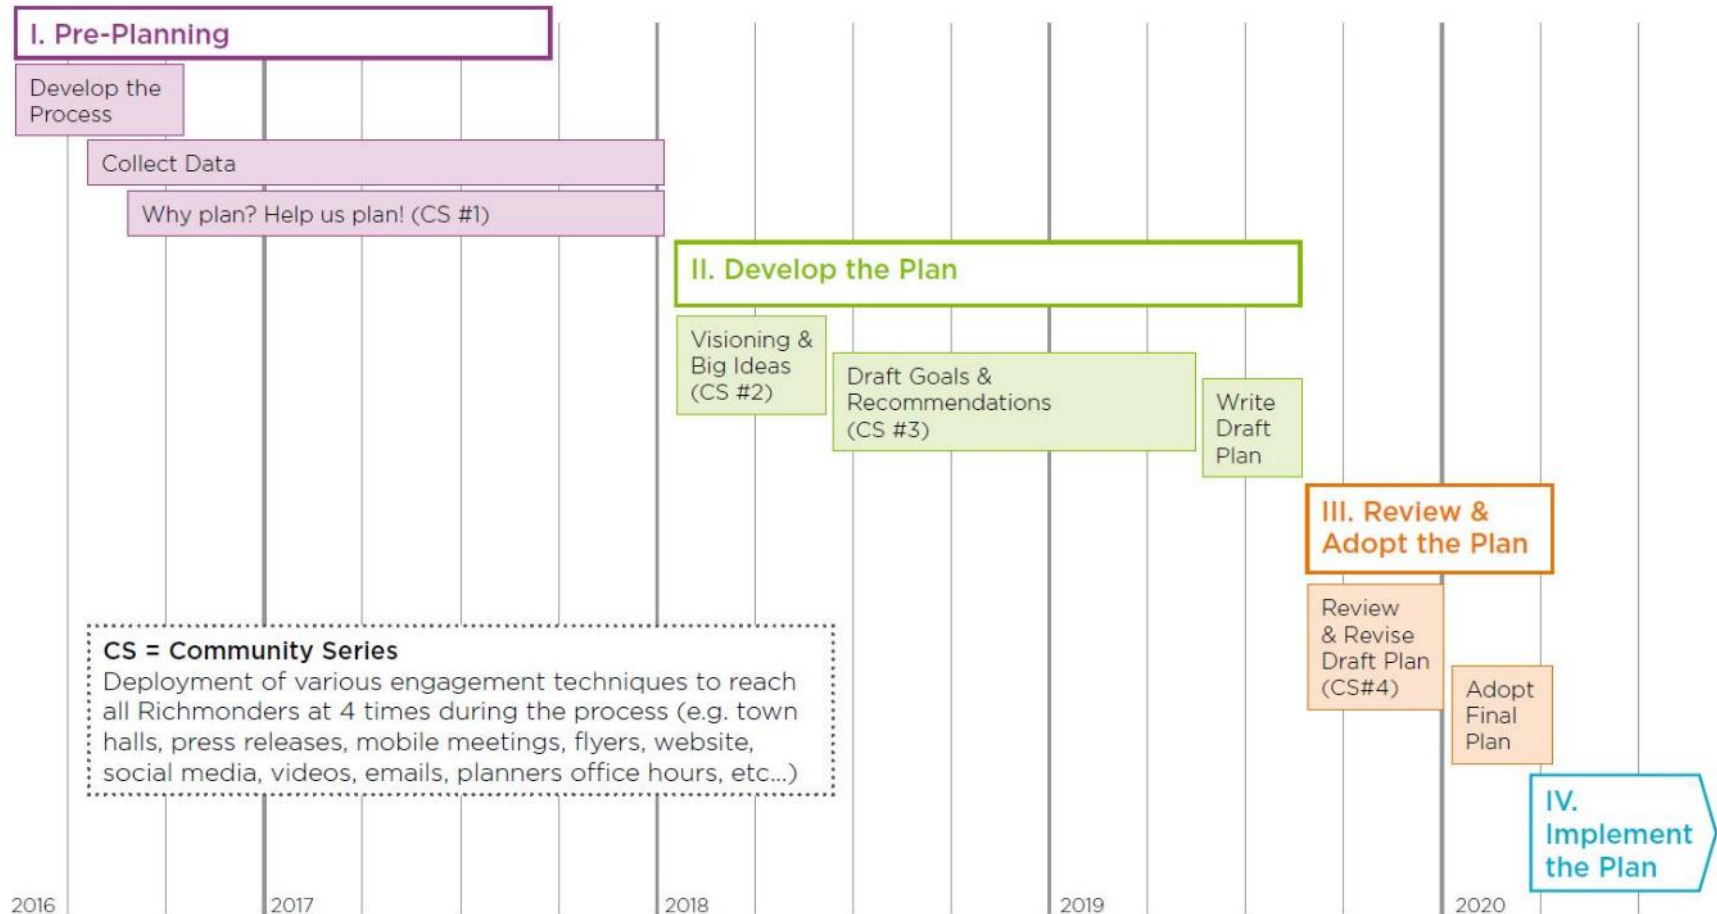 I. Pre-Planning
Develop the
Process
Collect Data
Why plan? Help us plan! (CS #1)
II. Develop the Plan
Visioning &
Big Ideas
(CS #2)
Draft Goals &
Recommendations
(CS #3)
Write
Draft
Plan
III. Review &
Adopt the Plan
Review
& Revise
Draft Plan
(CS#4)
Adopt
Final
Plan
CS = Community Series
Deployment of various engagement techniques to reach
all Richmonders at 4 times during the process (e.g. town
halls, press releases, mobile meetings, flyers, website,
social media, videos, emails, planners office hours, etc...)
IV.
Implement
the Plan
2016
2017
2018
2019
2020